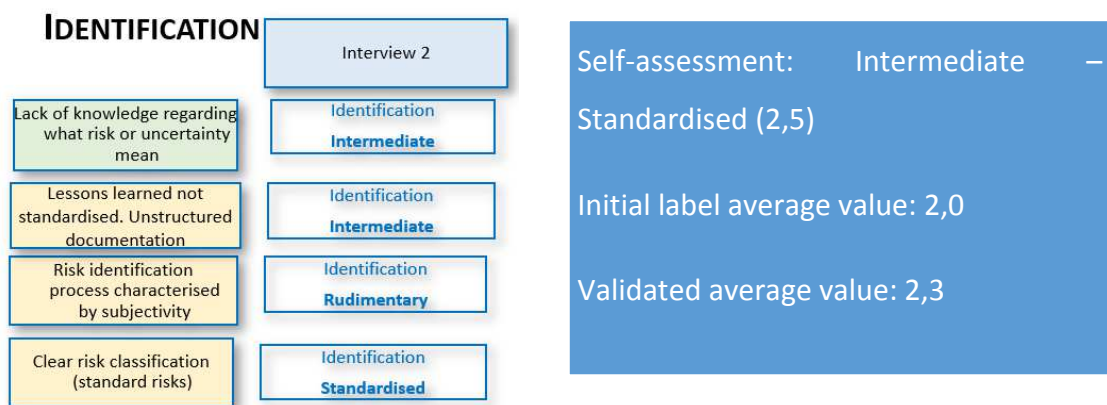 IDENTIFICATION
Interview 2
Lack of knowledge regarding
what risk or uncertainty
mean
Identification
Intermediate
Lessons learned not
standardised. Unstructured
documentation
Identification
Intermediate
Risk identification
process characterised
by subjectivity
Identification
Rudimentary
Clear risk classification
(standard risks)
Identification
Standardised
Self-assessment: Intermediate –
Standardised (2,5)
Initial label average value: 2,0
Validated average value: 2,3